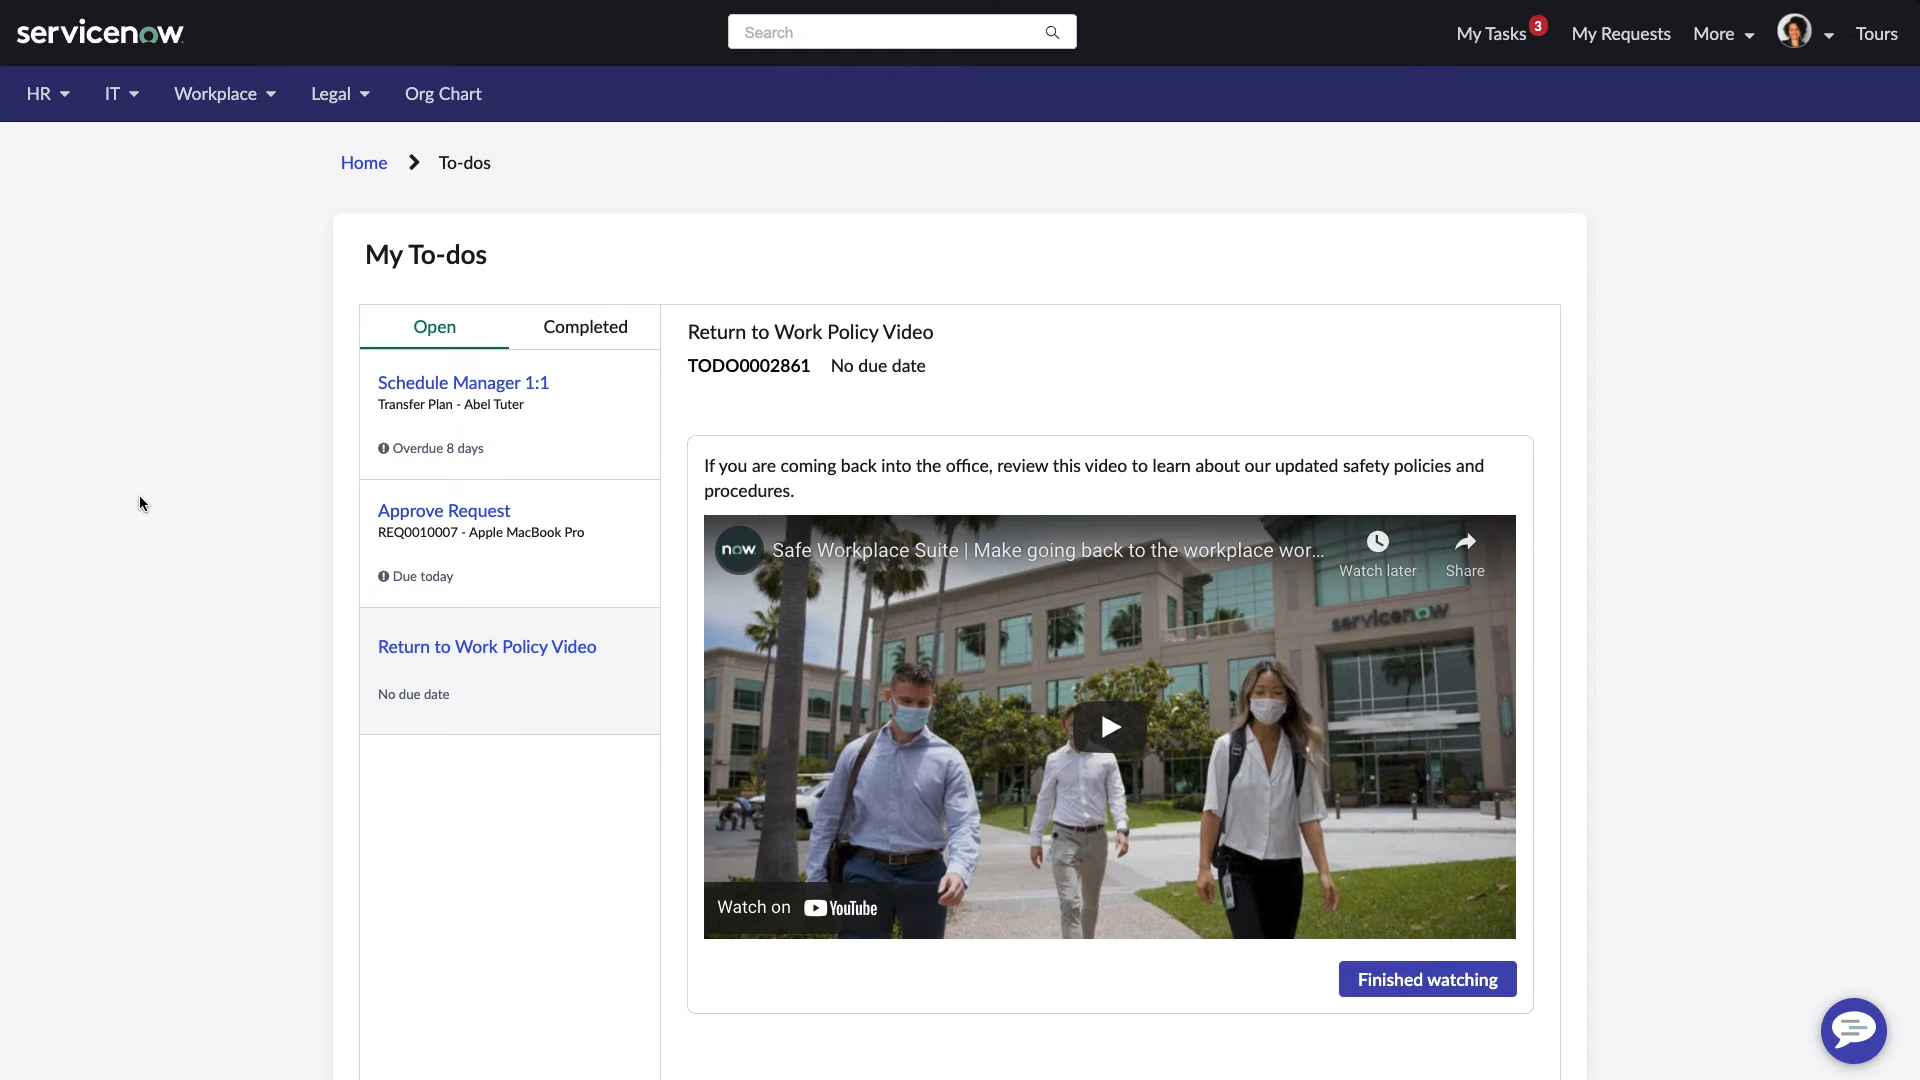 servicenow
Search
My Tasks 3
My Requests
More
Tours
HR
IT
Workplace
Legal
Org Chart
Home
To-dos
My To-dos
Open
Completed
Schedule Manager 1:1
Transfer Plan - Abel Tuter
Overdue 8 days
Approve Request
REQ0010007 - Apple MacBook Pro
Due today
Return to Work Policy Video
No due date
Return to Work Policy Video
TODO0002861 No due date
If you are coming back into the office, review this video to learn about our updated safety policies and
procedures.
now
Safe Workplace Suite | Make going back to the workplace wor...
Watch later
Share
servicenow
Watch on YouTube
Finished watching